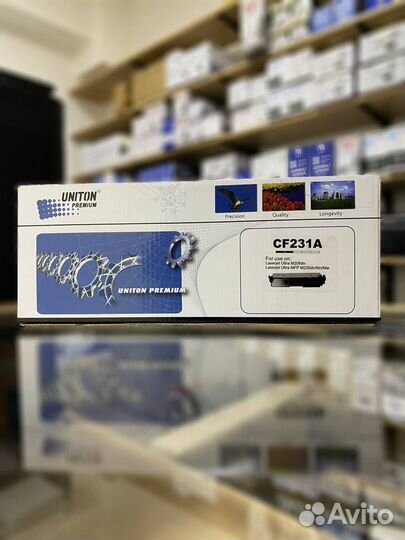 UNITON
PREMIUM
Precision
Quality
Longevity
CF231A
For use on:
Laserjet Ultra M206dn
Laserjet Ultra MFP M230dn/fdn/fdw
UNITON PREMIUM
Avito